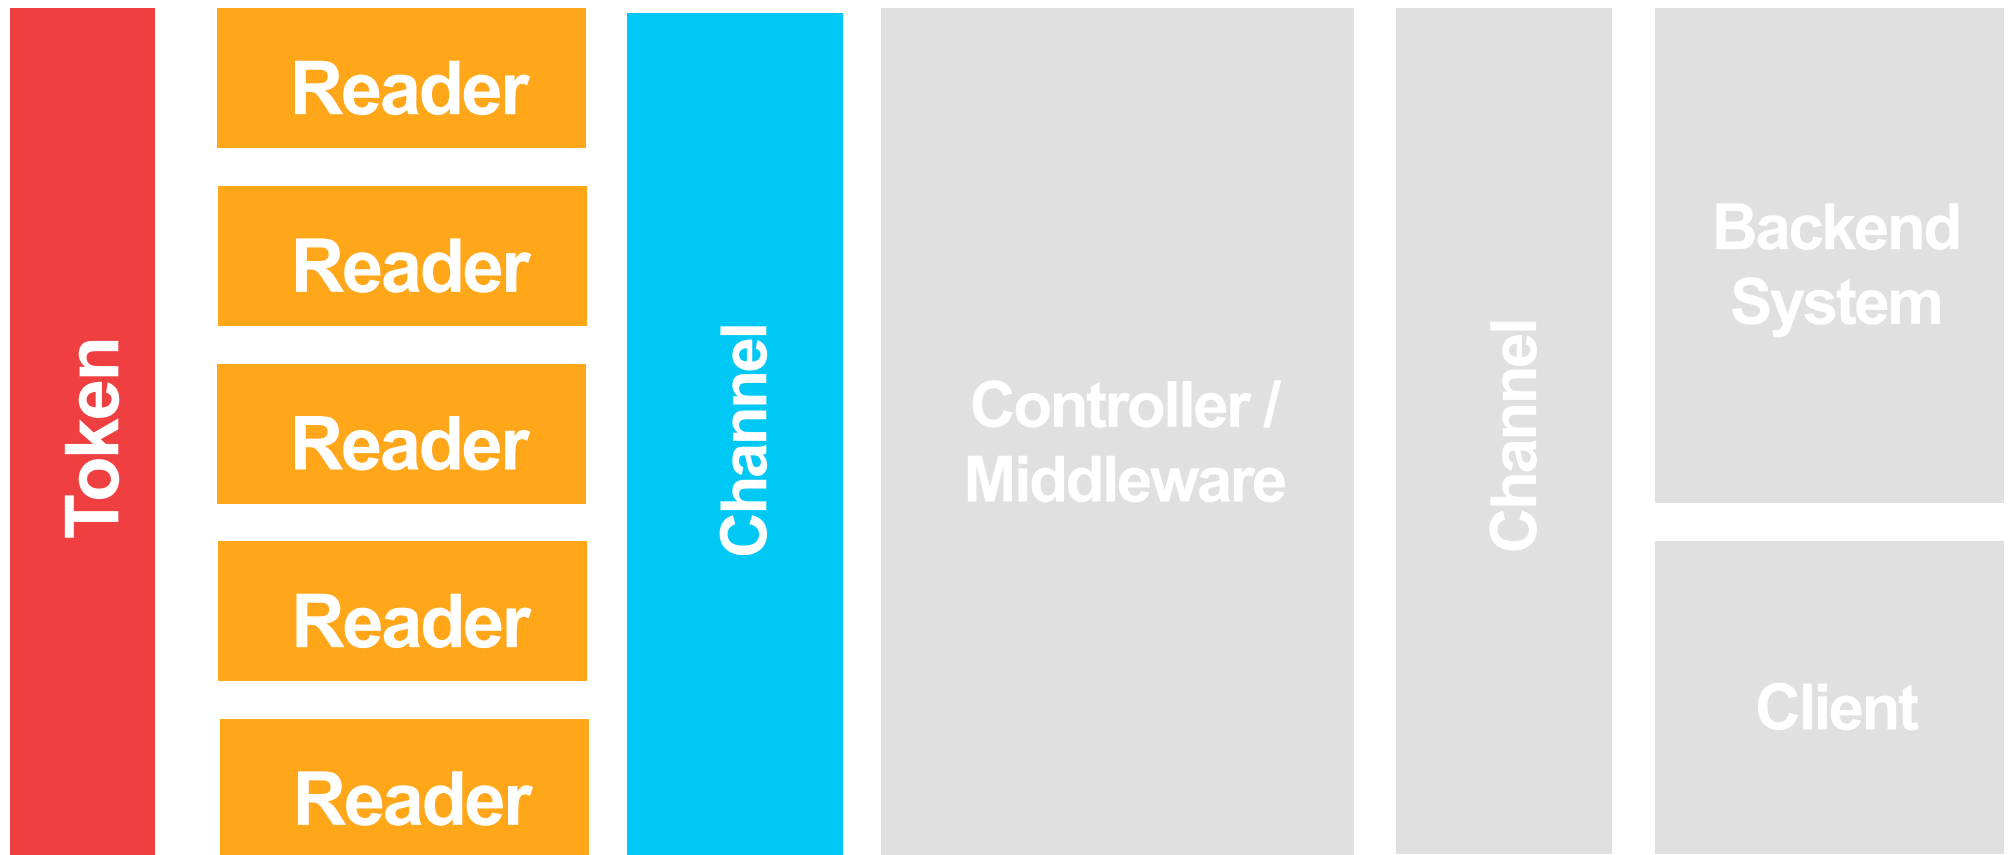 Token
Reader
Reader
Reader
Reader
Reader
Channel
Controller /
Middleware
Channel
Backend
System
Client